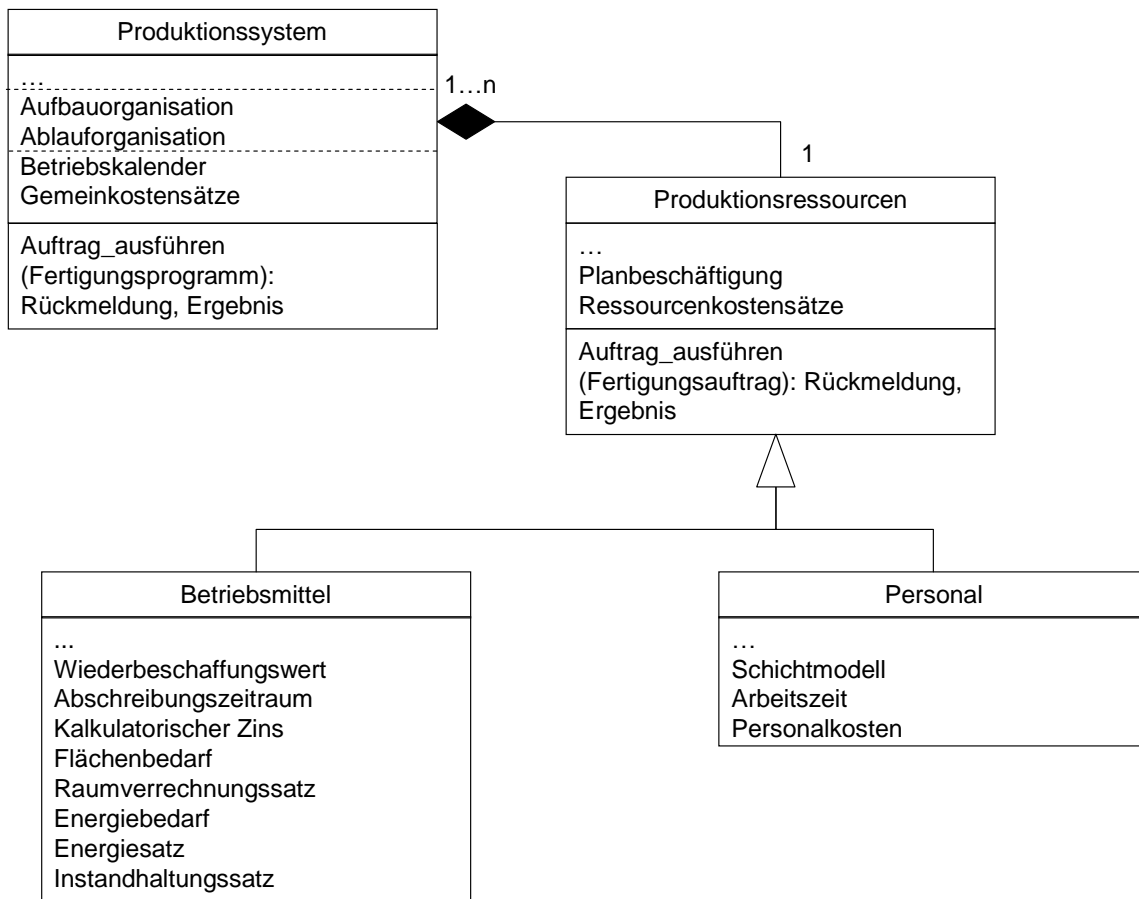 Produktionssystem
…
Aufbauorganisation
Ablauforganisation
Betriebskalender
Gemeinkostensätze
Auftrag_ausführen
(Fertigungsprogramm):
Rückmeldung, Ergebnis
1…n
1
Produktionsressourcen
…
Planbeschäftigung
Ressourcenkostensätze
Auftrag_ausführen
(Fertigungsauftrag): Rückmeldung,
Ergebnis
Betriebsmittel
...
Wiederbeschaffungswert
Abschreibungszeitraum
Kalkulatorischer Zins
Flächenbedarf
Raumverrechnungssatz
Energiebedarf
Energiesatz
Instandhaltungssatz
Personal
…
Schichtmodell
Arbeitszeit
Personalkosten